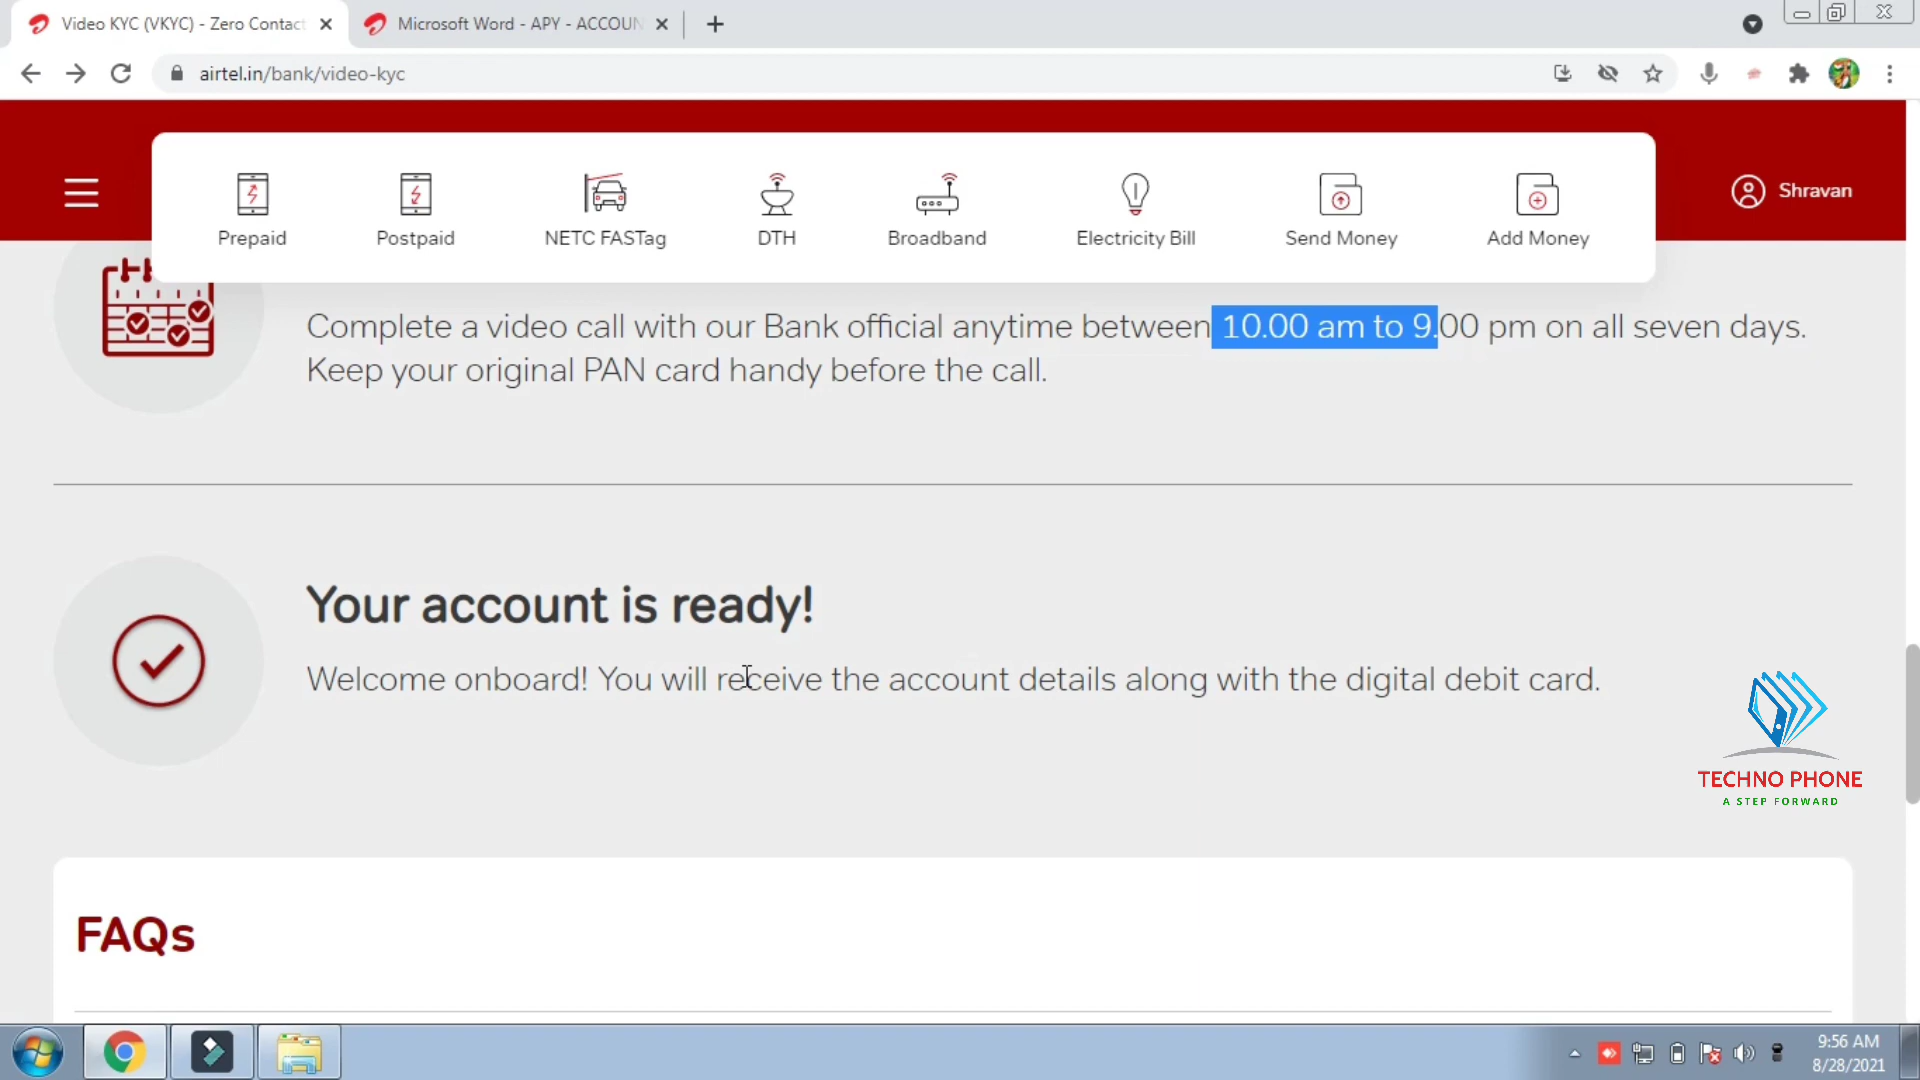 Video KYC (VKYC) - Zero Contact
Microsoft Word - APY - ACCOUN
airtel.in/bank/video-kyc
Prepaid
Postpaid
NETC FASTag
DTH
Broadband
Electricity Bill
Send Money
Add Money
Shravan
Complete a video call with our Bank official anytime between 10.00 am to 9.00 pm on all seven days.
Keep your original PAN card handy before the call.
Your account is ready!
Welcome onboard! You will receive the account details along with the digital debit card.
TECHNO PHONE
A STEP FORWARD
FAQs
9:56 AM
8/28/2021